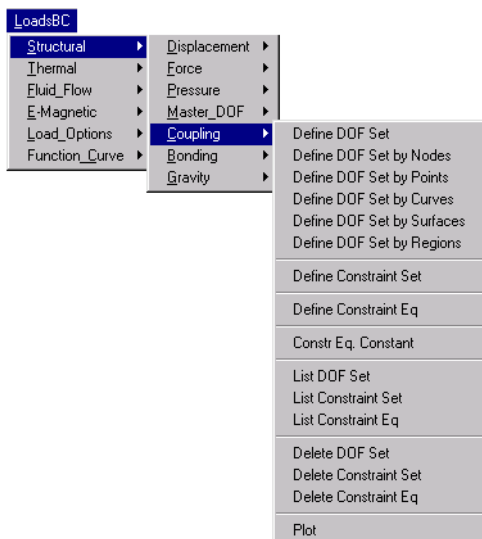 LoadsBC
Structural
Thermal
Fluid_Flow
E-Magnetic
Load_Options
Function_Curve
Displacement
Force
Pressure
Master_DOF
Coupling
Bonding
Gravity
Define DOF Set
Define DOF Set by Nodes
Define DOF Set by Points
Define DOF Set by Curves
Define DOF Set by Surfaces
Define DOF Set by Regions
Define Constraint Set
Define Constraint Eq
Constr Eq. Constant
List DOF Set
List Constraint Set
List Constraint Eq
Delete DOF Set
Delete Constraint Set
Delete Constraint Eq
Plot